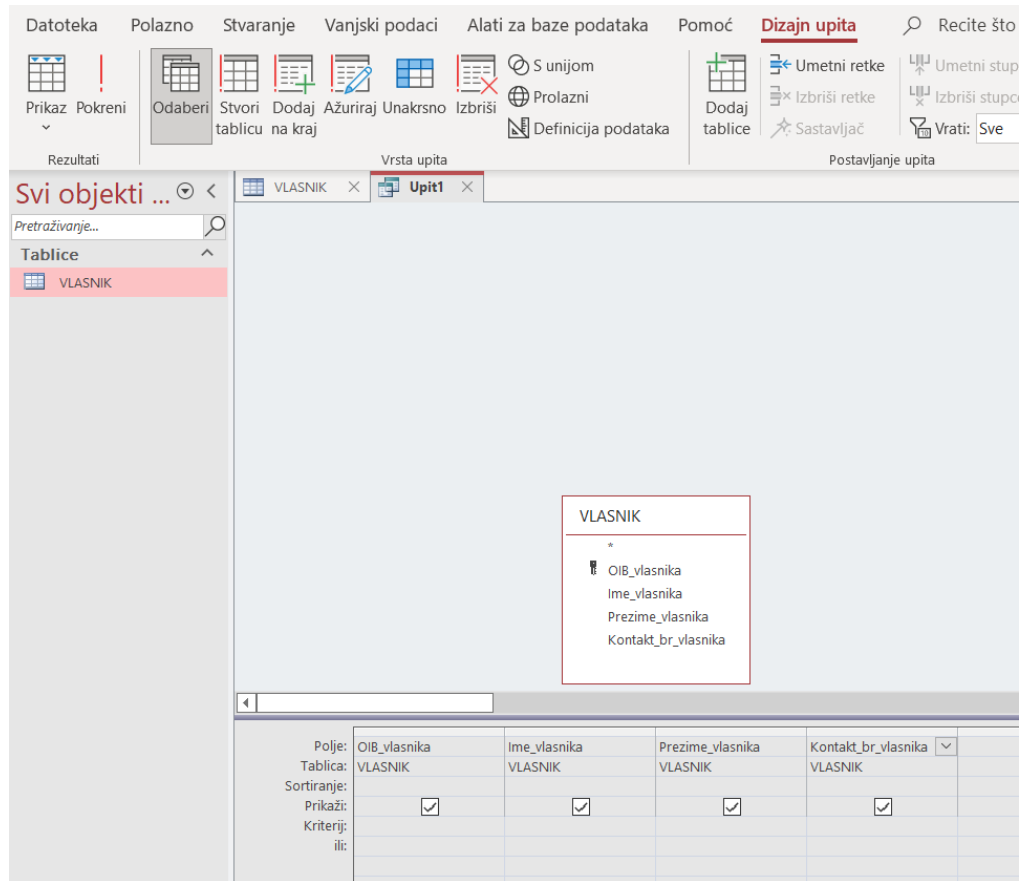 Datoteka Polazno Stvaranje Vanjski podaci Alati za baze podataka Pomoć Dizajn upita Recite što
Prikaz Pokreni Odaberi Stvori tablicu Dodaj na kraj Ažuriraj Unakrsno Izbriši
S unijom
Prolazni
Definicija podataka
Dodaj tablice
Umetni retke
Izbriši retke
Sastavljač
Umetni stup
Izbriši stupc
Vrati: Sve
Rezultati Vrsta upita Postavljanje upita
Svi objekti ...
Pretraživanje...
Tablice
VLASNIK
VLASNIK Upit1
VLASNIK
*
OIB_vlasnika
Ime_vlasnika
Prezime_vlasnika
Kontakt_br_vlasnika
Polje: OIB_vlasnika Ime_vlasnika Prezime_vlasnika Kontakt_br_vlasnika
Tablica: VLASNIK VLASNIK VLASNIK VLASNIK
Sortiranje:
Prikaži:
Kriterij:
ili: